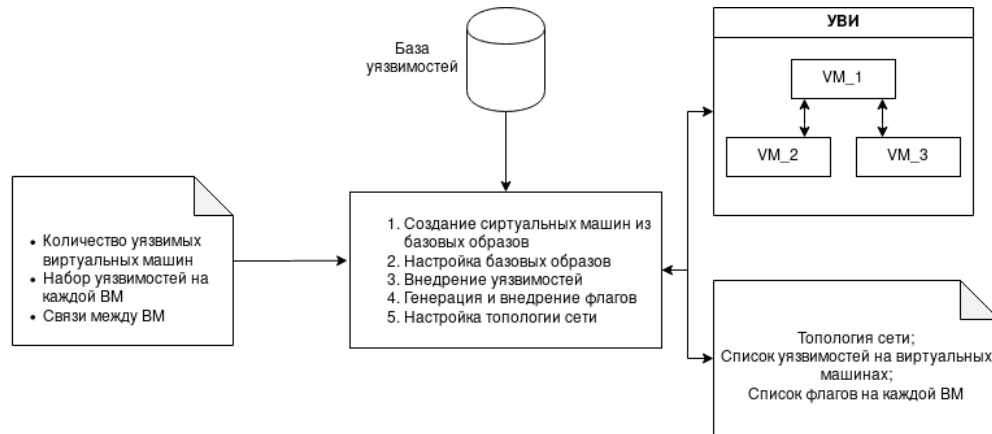 База
уязвимостей
УВИ
VM_1
VM_2
VM_3
• Количество уязвимых
виртуальных машин
• Набор уязвимостей на
каждой ВМ
• Связи между ВМ
1. Создание сиртуальных машин из
базовых образов
2. Настройка базовых образов
3. Внедрение уязвимостей
4. Генерация и внедрение флагов
5. Настройка топологии сети
Топология сети;
Список уязвимостей на виртуальных
машинах;
Список флагов на каждой ВМ